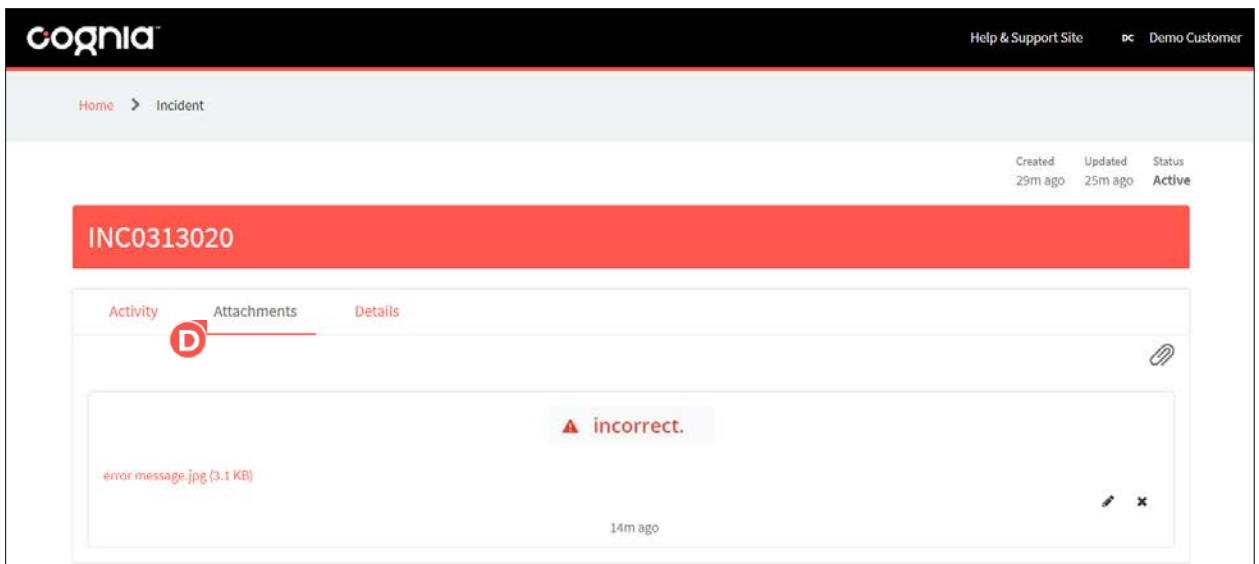 cognia™
Help & Support Site DC Demo Customer
Home > Incident
Created Updated Status
29m ago 25m ago Active
INC0313020
Activity Attachments Details
D
incorrect.
error message.jpg (3.1 KB)
14m ago